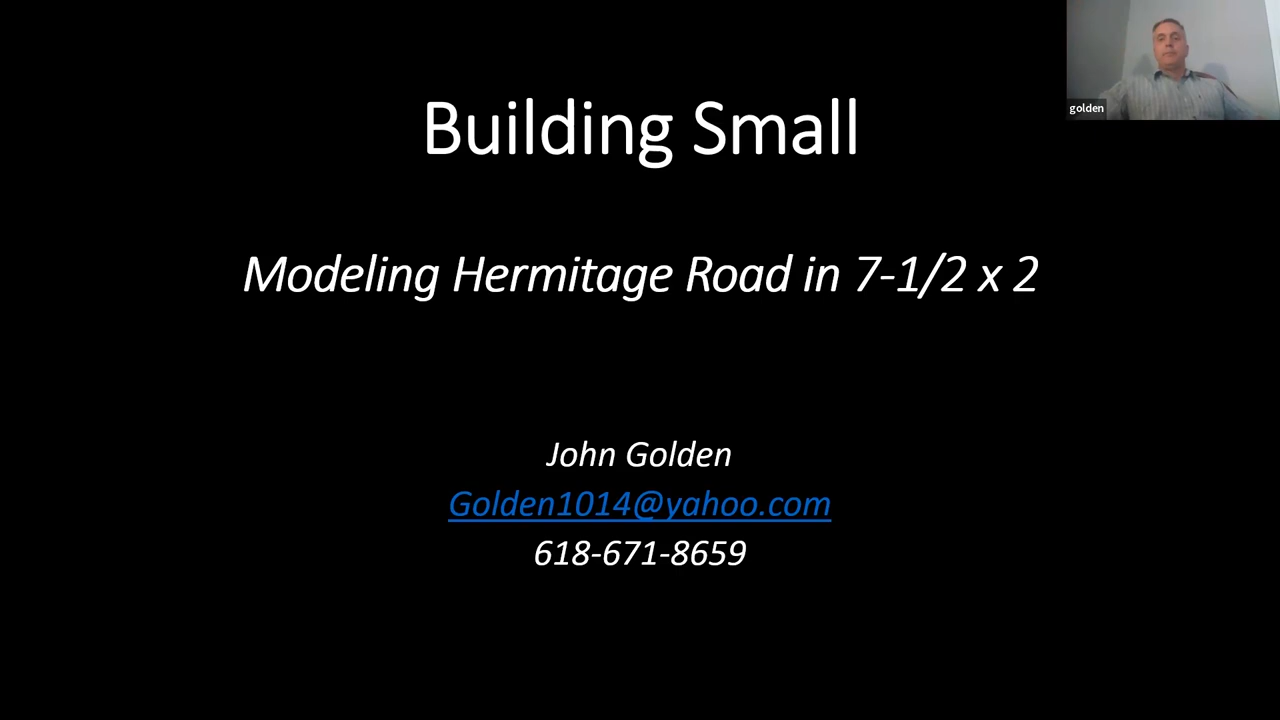 golden
Building Small
Modeling Hermitage Road in 7-1/2 x 2
John Golden
Golden1014@yahoo.com
618-671-8659